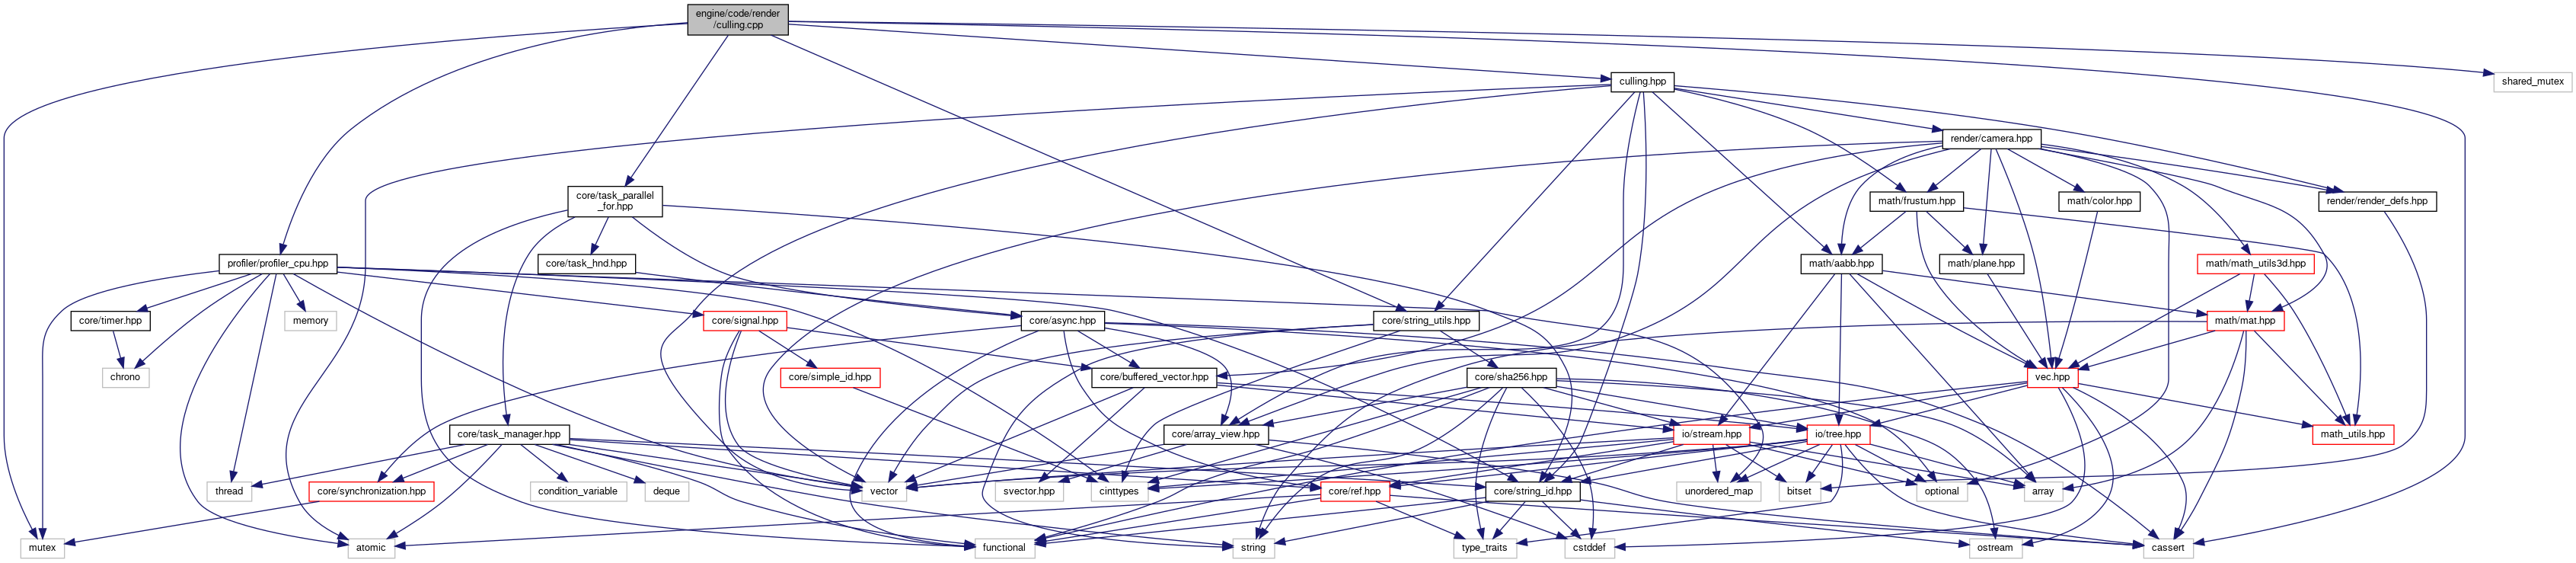 engine/code/render
/culling.cpp
culling.hpp
shared_mutex
render/camera.hpp
core/task_parallel
_for.hpp
math/frustum.hpp
math/color.hpp
render/render_defs.hpp
profiler/profiler_cpu.hpp
core/task_hnd.hpp
math/aabb.hpp
math/plane.hpp
math/math_utils3d.hpp
core/timer.hpp
memory
core/signal.hpp
core/async.hpp
core/string_utils.hpp
math/mat.hpp
chrono
core/simple_id.hpp
core/buffered_vector.hpp
core/sha256.hpp
vec.hpp
core/task_manager.hpp
core/array_view.hpp
io/stream.hpp
io/tree.hpp
math_utils.hpp
thread
core/synchronization.hpp
condition_variable
deque
vector
svector.hpp
cinttypes
core/ref.hpp
core/string_id.hpp
unordered_map
bitset
optional
array
mutex
atomic
functional
string
type_traits
cstddef
ostream
cassert